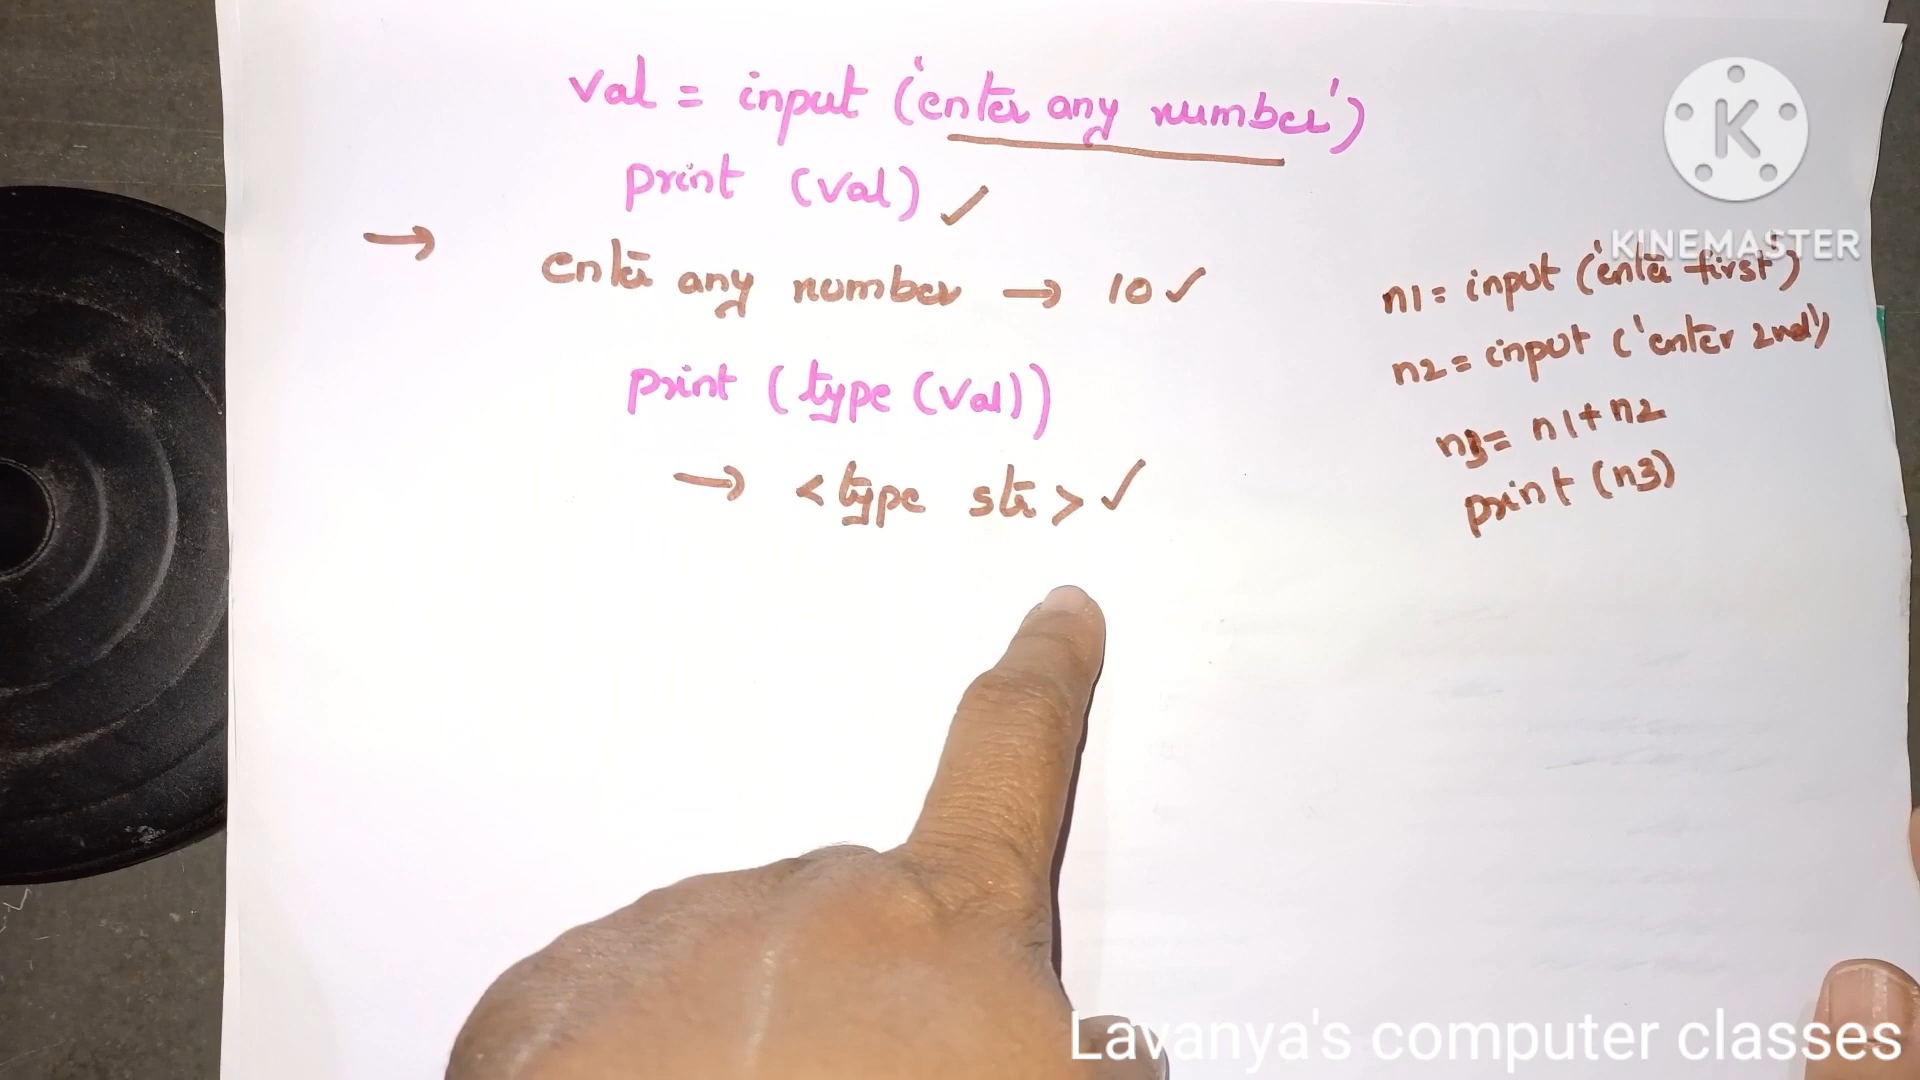 val = input ('enter any number')
print (val) ✓
→ enter any number → 10 ✓
print (type (val))
→ <type str> ✓
n1 = input ('enter first')
n2 = input ('enter 2nd')
n3 = n1 + n2
print (n3)
K
KINEMASTER
Lavanya's computer classes